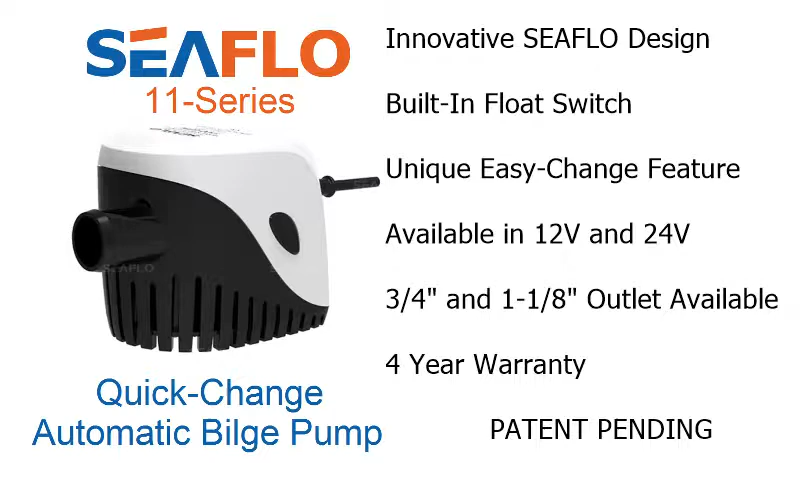 SEAFLO
11-Series
SEAFLO
Quick-Change
Automatic Bilge Pump
Innovative SEAFLO Design
Built-In Float Switch
Unique Easy-Change Feature
Available in 12V and 24V
3/4" and 1-1/8" Outlet Available
4 Year Warranty
PATENT PENDING